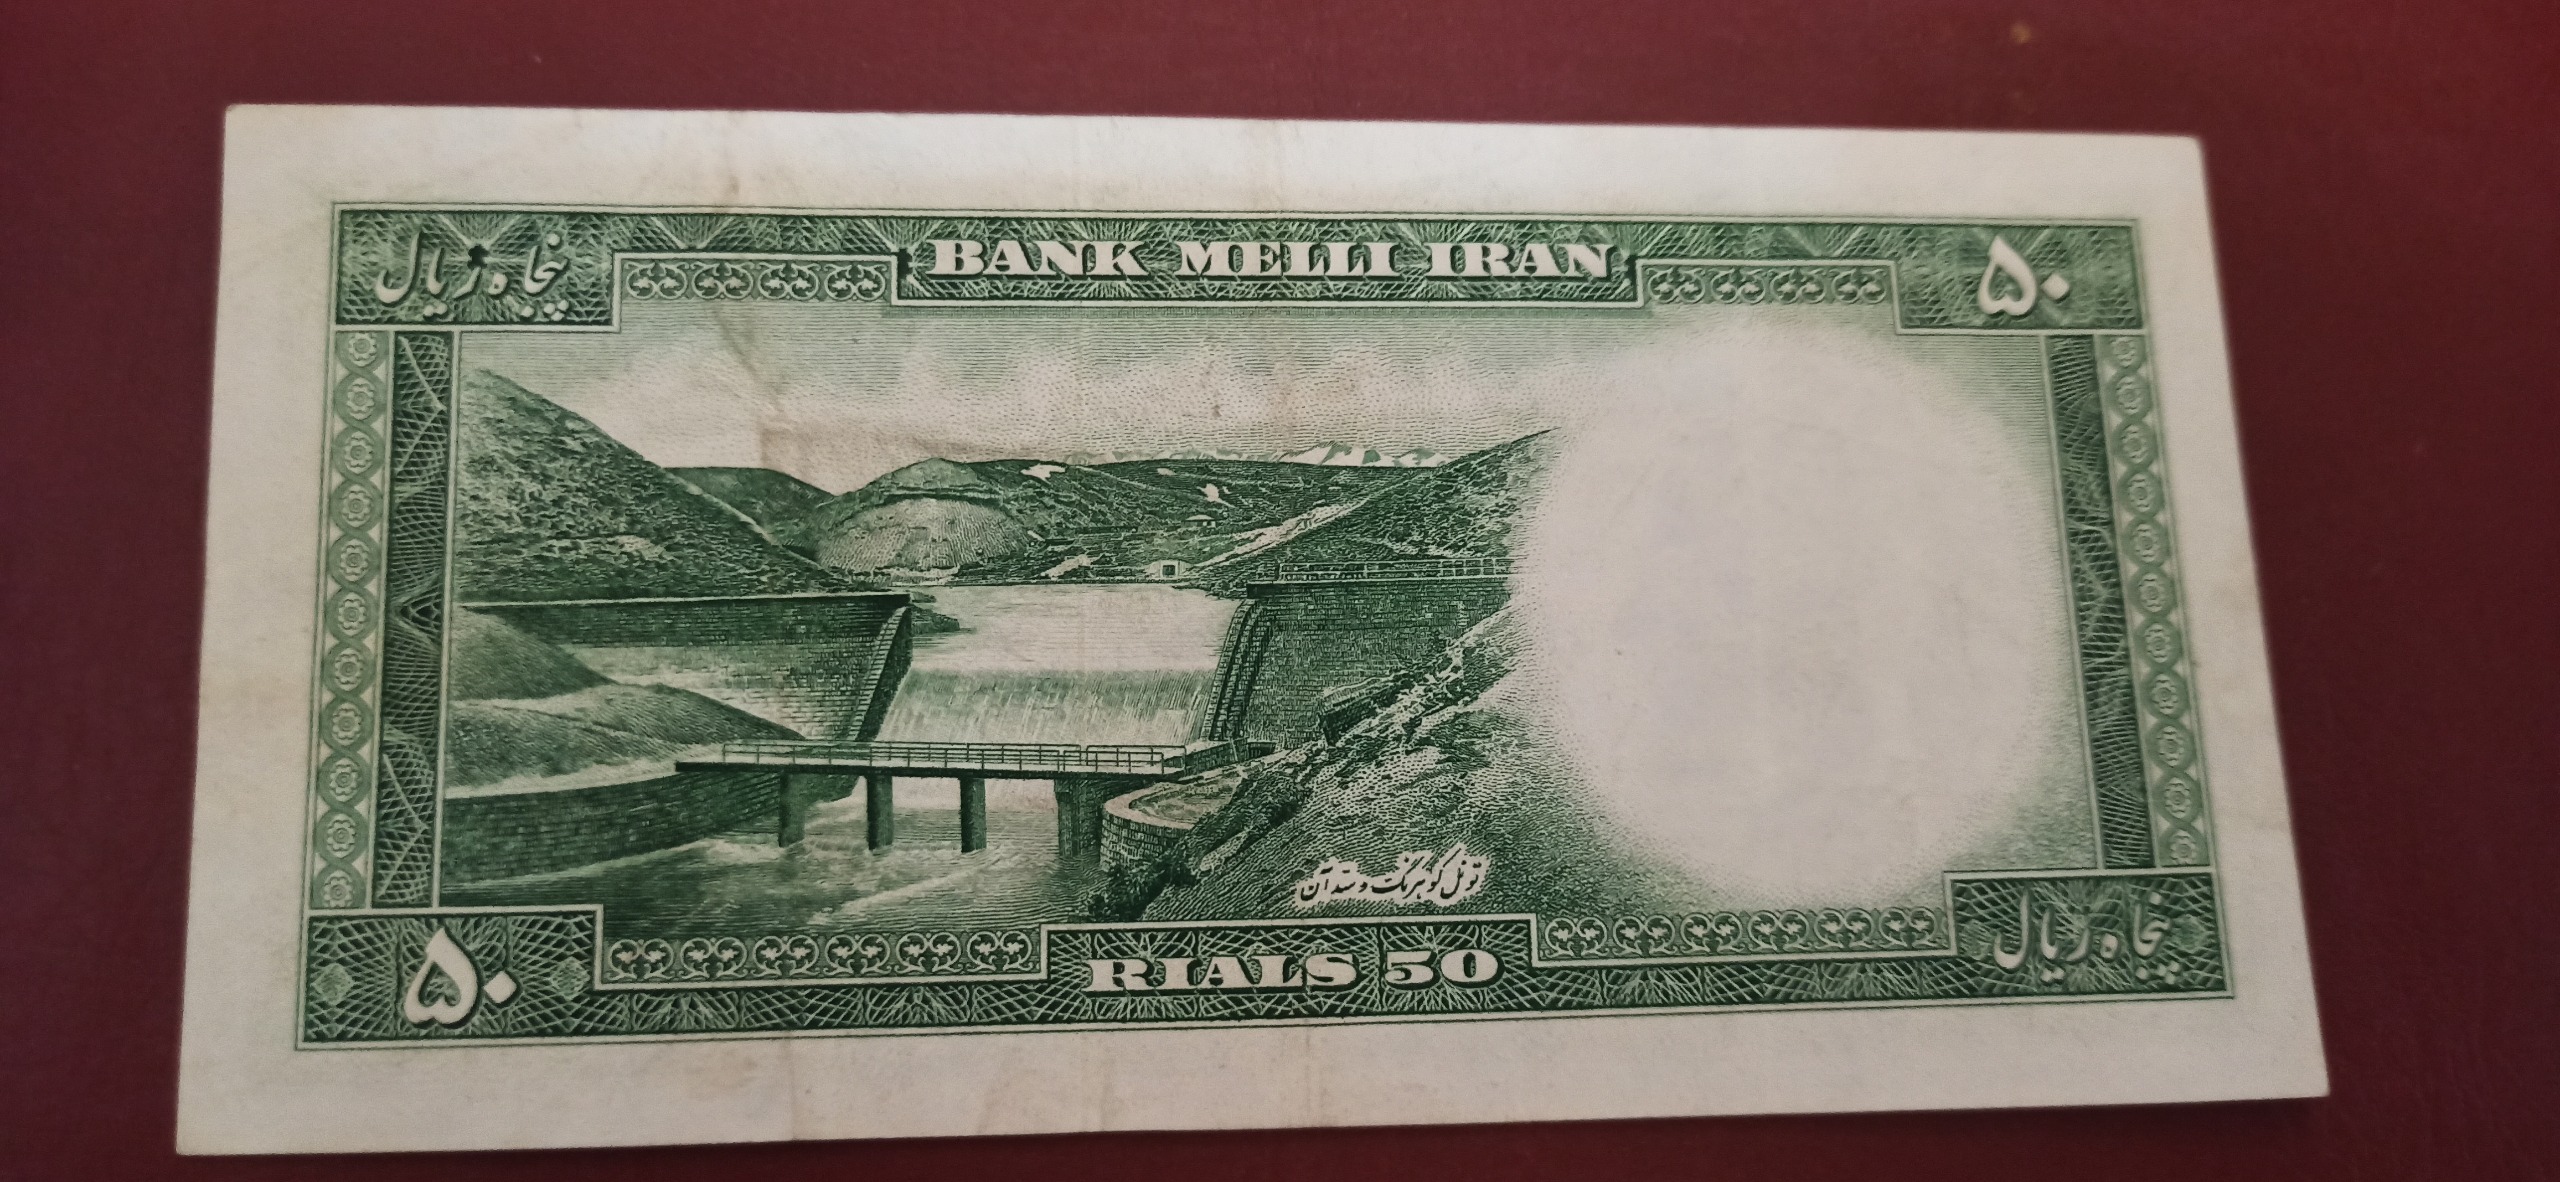 پنجاه ریال
BANK MELLI IRAN
۵۰
تونل کوهرنگ و سد آن
۵۰
RIALS 50
پنجاه ریال